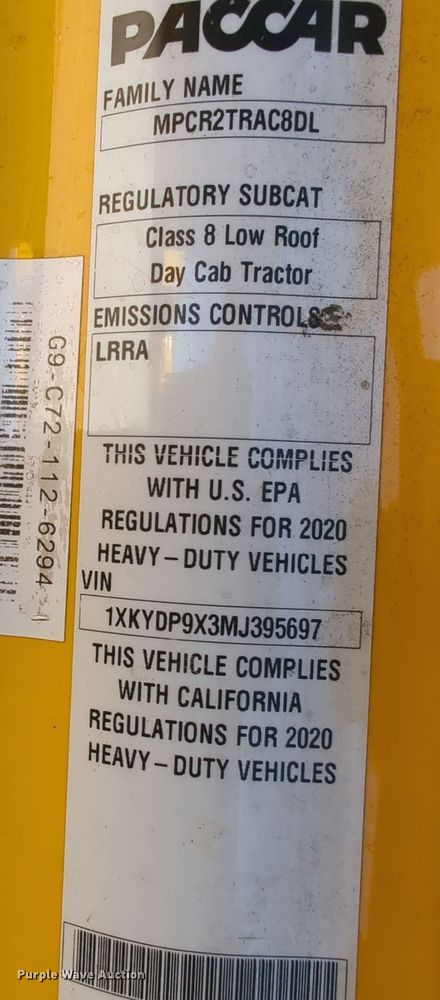 PACCAR
FAMILY NAME
MPCR2TRAC8DL
REGULATORY SUBCAT
Class 8 Low Roof
Day Cab Tractor
EMISSIONS CONTROLS
LRRA
THIS VEHICLE COMPLIES
WITH U.S. EPA
REGULATIONS FOR 2020
HEAVY-DUTY VEHICLES
VIN
1XKYDP9X3MJ395697
THIS VEHICLE COMPLIES
WITH CALIFORNIA
REGULATIONS FOR 2020
HEAVY-DUTY VEHICLES
G9-C72-112-6294
Purple Wave Auction